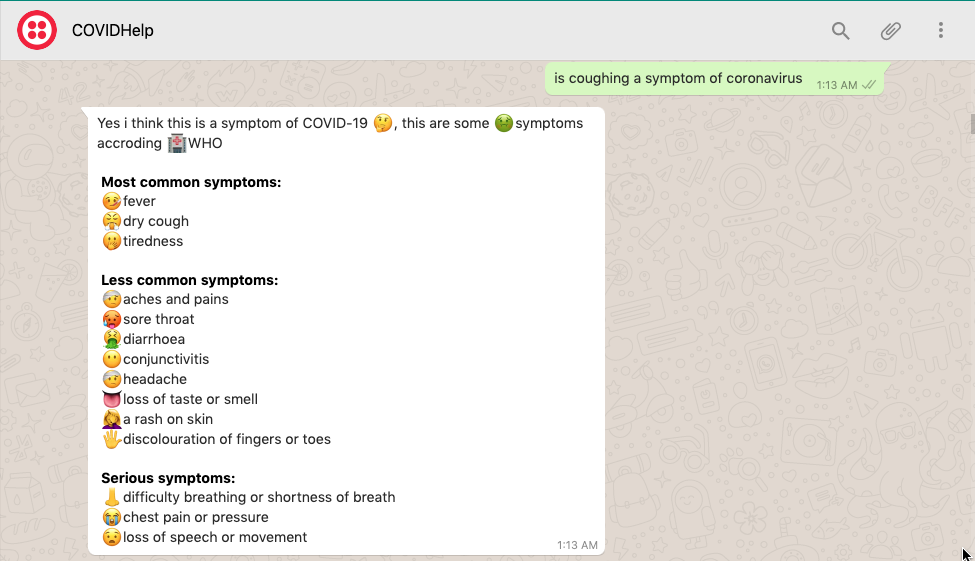 COVIDHelp
is coughing a symptom of coronavirus
1:13 AM
Yes i think this is a symptom of COVID-19 🤔, this are some 🤢symptoms
accroding 🏥WHO
Most common symptoms:
🤒fever
😤dry cough
🤭tiredness
Less common symptoms:
🤕aches and pains
🥵sore throat
🤮diarrhoea
😶conjunctivitis
🤕headache
👅loss of taste or smell
🤦‍♀️a rash on skin
🖐discolouration of fingers or toes
Serious symptoms:
👃difficulty breathing or shortness of breath
😭chest pain or pressure
😧loss of speech or movement
1:13 AM